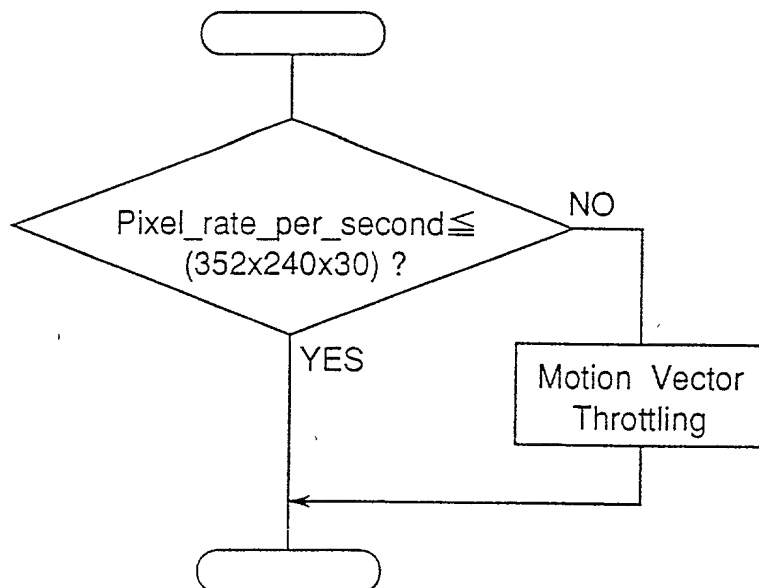 Pixel_rate_per_second≦
(352x240x30) ?
NO
YES
Motion Vector
Throttling